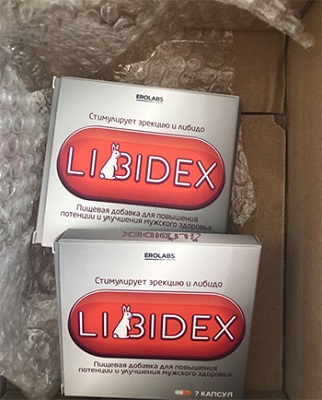 EROLABS
Стимулирует эрекцию и либидо
LIBIDEX
Пищевая добавка для повышения
потенции и улучшения мужского здоровья
LIBIDEX
EROLABS
Стимулирует эрекцию и либидо
LIBIDEX
Пищевая добавка для повышения
потенции и улучшения мужского здоровья
7 КАПСУЛ